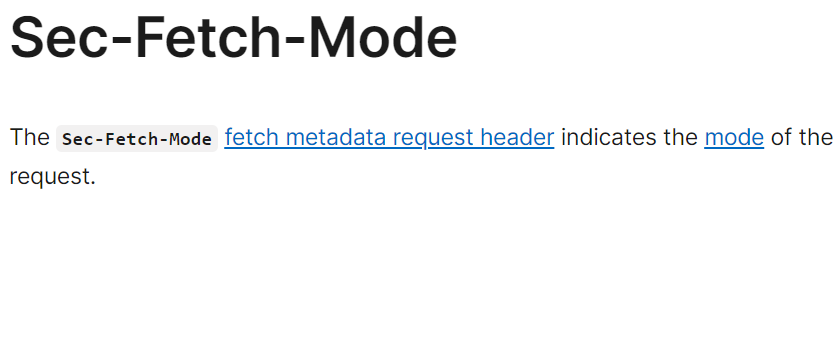 Sec-Fetch-Mode
The Sec-Fetch-Mode fetch metadata request header indicates the mode of the
request.